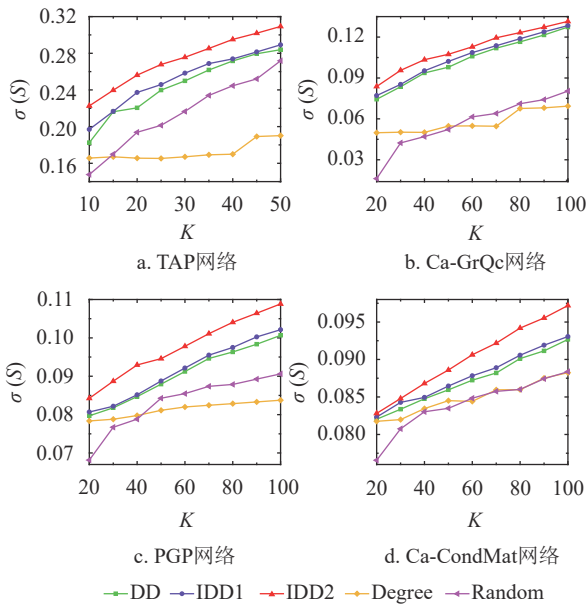 σ (S)
0.32
0.28
0.24
0.20
0.16
10 20 30 40 50
K
a. TAP网络
σ (S)
0.12
0.09
0.06
0.03
20 40 60 80 100
K
b. Ca-GrQc网络
σ (S)
0.11
0.10
0.09
0.08
0.07
20 40 60 80 100
K
c. PGP网络
σ (S)
0.095
0.090
0.085
0.080
20 40 60 80 100
K
d. Ca-CondMat网络
DD IDD1 IDD2 Degree Random